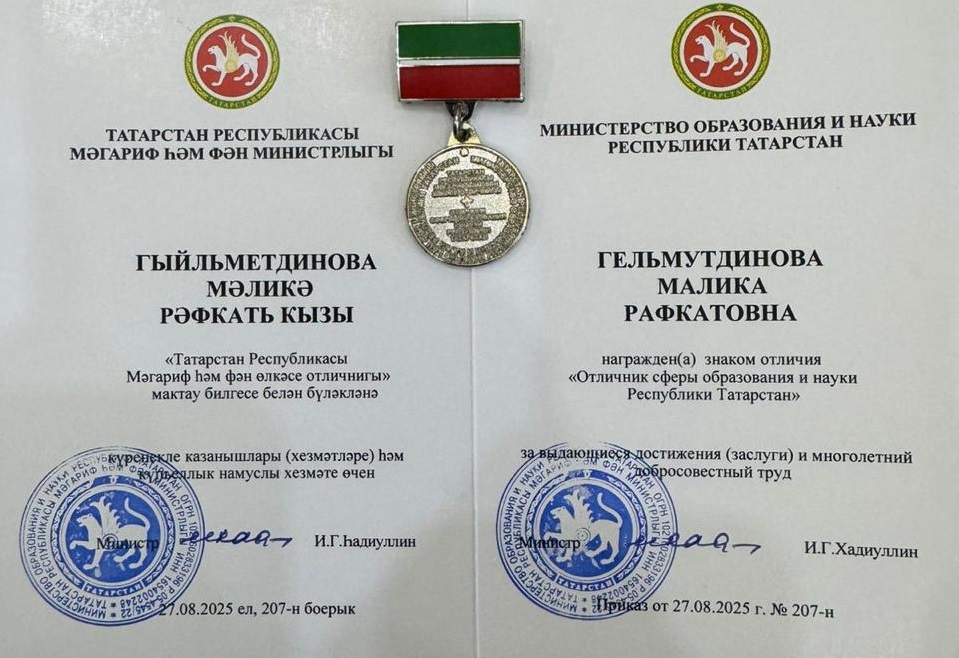 ТАТАРСТАН
ТАТАРСТАН РЕСПУБЛИКАСЫ
МӘГАРИФ ҺӘМ ФӘН МИНИСТРЛЫГЫ
ГЫЙЛЬМЕТДИНОВА
МӘЛИКӘ
РӘФКАТЬ КЫЗЫ
«Татарстан Республикасы
Мәгариф һәм фән өлкәсе отличнигы»
мактау билгесе белән бүләкләнә
күренекле казанышлары (хезмәтләре) һәм
күпьеллык намуслы хезмәте өчен
Министр
И.Г.Һадиуллин
27.08.2025 ел, 207-н боерык
ТАТАРСТАН
ТАТАРСТАН
МИНИСТЕРСТВО ОБРАЗОВАНИЯ И НАУКИ
РЕСПУБЛИКИ ТАТАРСТАН
ГЕЛЬМУТДИНОВА
МАЛИКА
РАФКАТОВНА
награжден(а) знаком отличия
«Отличник сферы образования и науки
Республики Татарстан»
за выдающиеся достижения (заслуги) и многолетний
добросовестный труд
Министр
И.Г.Хадиуллин
Приказ от 27.08.2025 г. № 207-н
ТАТАРСТАН